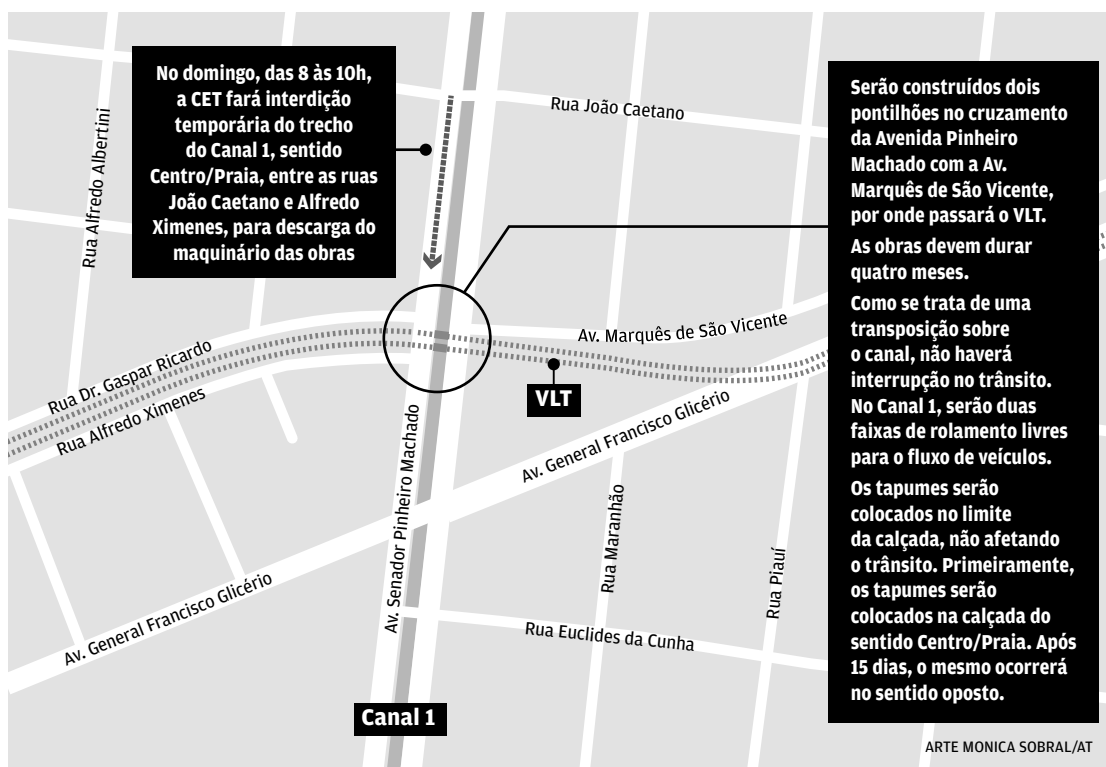 No domingo, das 8 às 10h,
a CET fará interdição
temporária do trecho
do Canal 1, sentido
Centro/Praia, entre as ruas
João Caetano e Alfredo
Ximenes, para descarga do
maquinário das obras
Serão construídos dois
pontilhões no cruzamento
da Avenida Pinheiro
Machado com a Av.
Marquês de São Vicente,
por onde passará o VLT.
As obras devem durar
quatro meses.
Como se trata de uma
transposição sobre
o canal, não haverá
interrupção no trânsito.
No Canal 1, serão duas
faixas de rolamento livres
para o fluxo de veículos.
Os tapumes serão
colocados no limite
da calçada, não afetando
o trânsito. Primeiramente,
os tapumes serão
colocados na calçada do
sentido Centro/Praia. Após
15 dias, o mesmo ocorrerá
no sentido oposto.
Rua João Caetano
Rua Alfredo Albertini
Av. Marquês de São Vicente
Rua Dr. Gaspar Ricardo
Rua Alfredo Ximenes
VLT
Av. General Francisco Glicério
Av. Senador Pinheiro Machado
Rua Maranhão
Rua Piauí
Av. General Francisco Glicério
Rua Euclides da Cunha
Canal 1
ARTE MONICA SOBRAL/AT